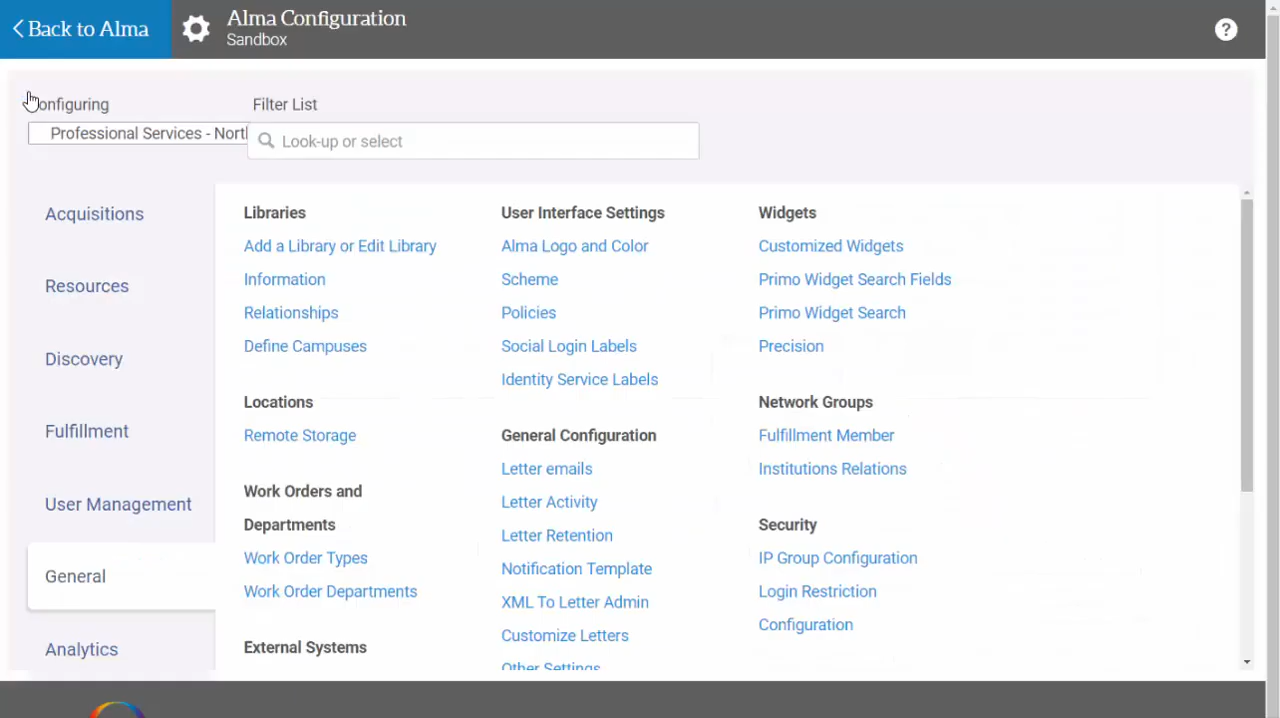 Back to Alma
Alma Configuration
Sandbox
?
onfiguring
Filter List
Professional Services - Nort
Look-up or select
Acquisitions
Resources
Discovery
Fulfillment
User Management
General
Analytics
Libraries
Add a Library or Edit Library
Information
Relationships
Define Campuses
Locations
Remote Storage
Work Orders and
Departments
Work Order Types
Work Order Departments
External Systems
User Interface Settings
Alma Logo and Color
Scheme
Policies
Social Login Labels
Identity Service Labels
General Configuration
Letter emails
Letter Activity
Letter Retention
Notification Template
XML To Letter Admin
Customize Letters
Other Settings
Widgets
Customized Widgets
Primo Widget Search Fields
Primo Widget Search
Precision
Network Groups
Fulfillment Member
Institutions Relations
Security
IP Group Configuration
Login Restriction
Configuration